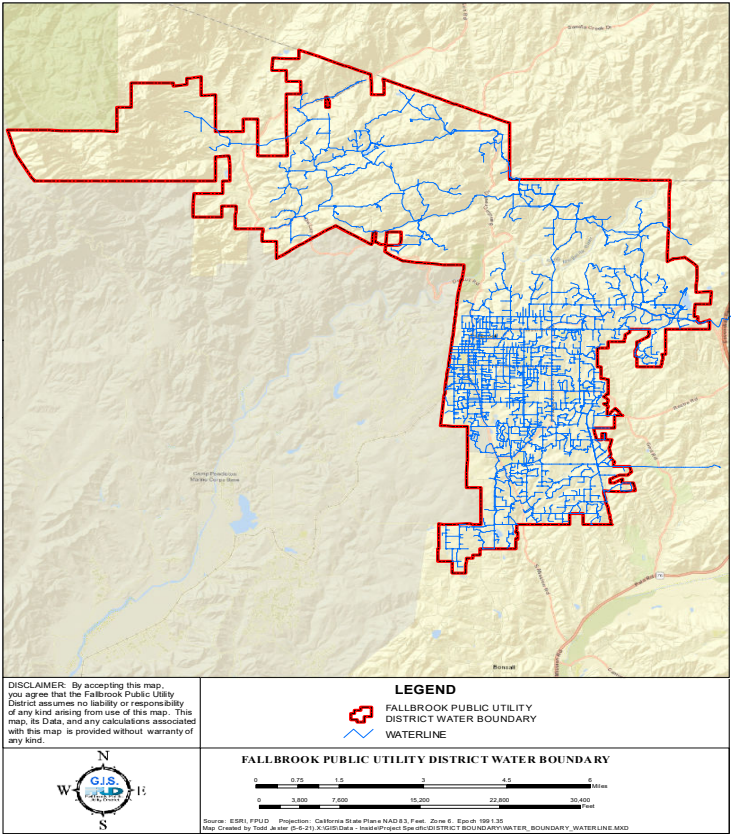 Camp Pendleton
Marine Corps Base
Bonsall
DISCLAIMER: By accepting this map,
you agree that the Fallbrook Public Utility
District assumes no liability or responsibility
of any kind arising from use of this map. This
map, its Data, and any calculations associated
with this map is provided without warranty of
any kind.
LEGEND
FALLBROOK PUBLIC UTILITY
DISTRICT WATER BOUNDARY
WATERLINE
N
W
E
S
G.I.S.
FPUD
FALLBROOK PUBLIC UTILITY DISTRICT WATER BOUNDARY
0 0.75 1.5 3 4.5 6
Miles
0 3,800 7,600 15,200 22,800 30,400
Feet
Source: ESRI, FPUD Projection: California State Plane NAD 83, Feet. Zone 6. Epoch 1991.35
Map Created by Todd Jester (5-6-21). X:\GIS\Data - Inside\Project Specific\DISTRICT BOUNDARY\WATER_BOUNDARY_WATERLINE.MXD